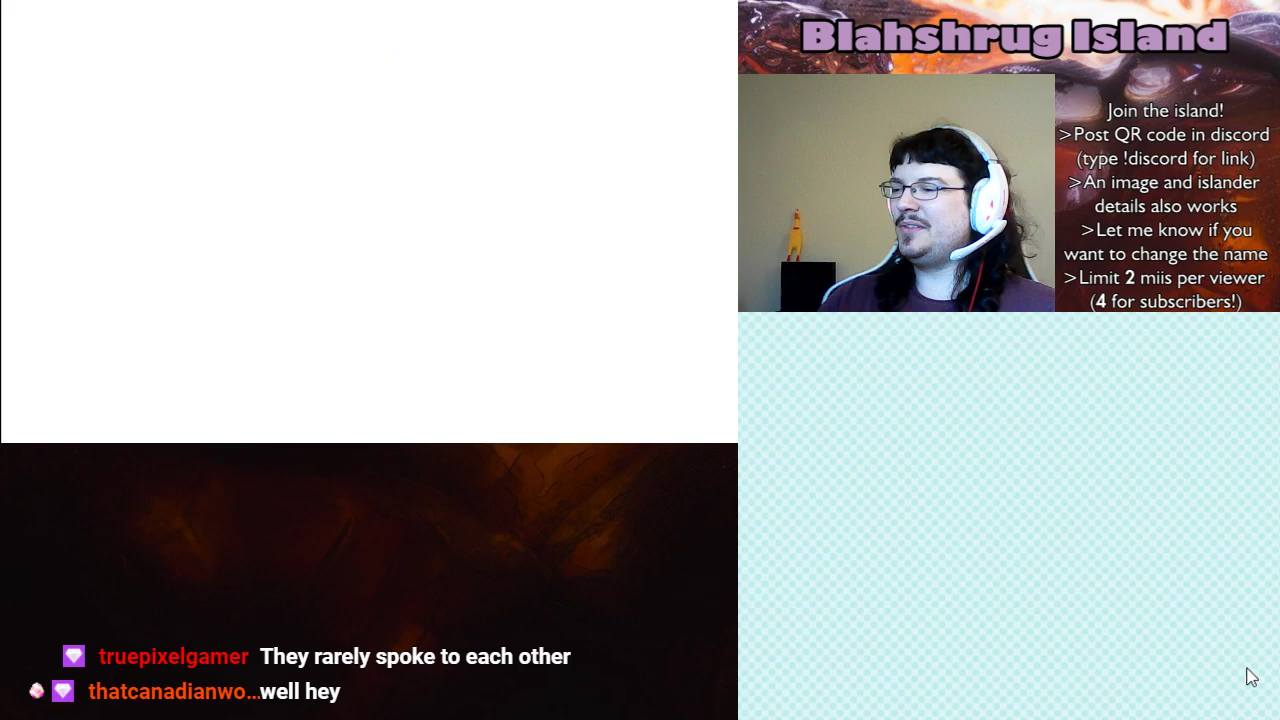 Blahshrug Island
Join the island!
>Post QR code in discord
(type !discord for link)
>An image and islander
details also works
>Let me know if you
want to change the name
>Limit 2 miis per viewer
(4 for subscribers!)
truepixelgamer They rarely spoke to each other
thatcanadianwo... well hey